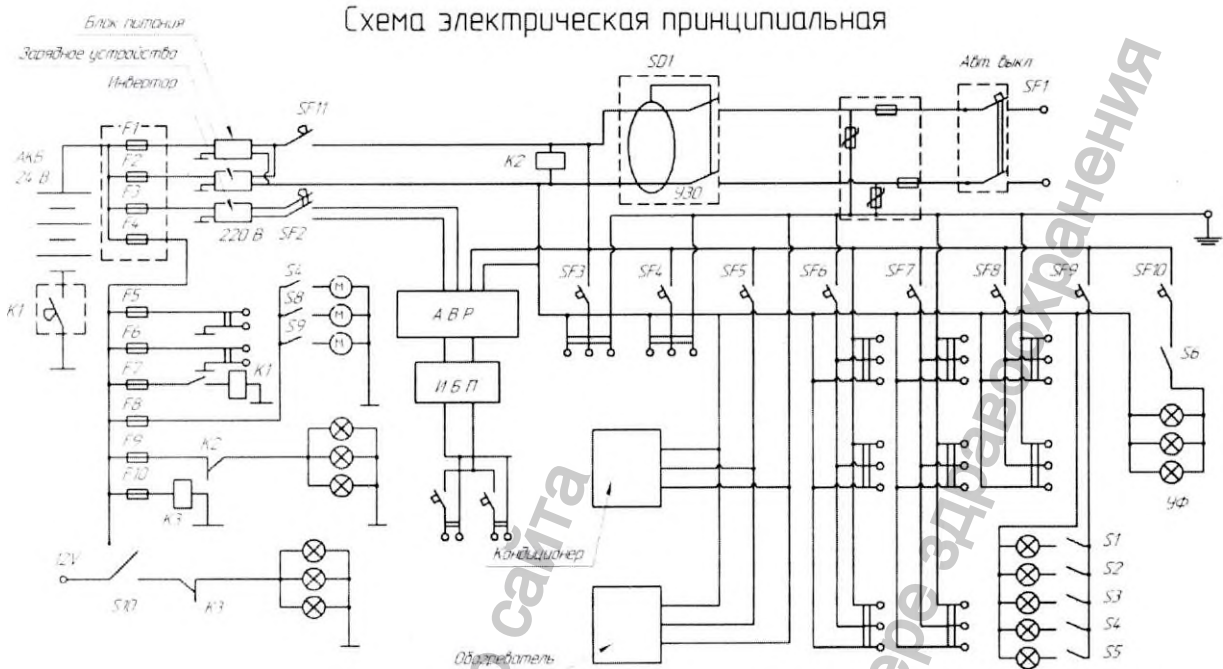 Схема электрическая принципиальная
Блок питания
Зарядное устройство
Инвертор
SD1
Авт. выкл
SF1
SF11
F1
АКБ
24 В
F2
K2
F3
УЗО
F4
220 В
SF2
S4
SF3
SF4
SF5
SF6
SF7
SF8
SF9
SF10
K1
F5
S8
А В Р
F6
S9
S6
F7
K1
И Б П
F8
F9
K2
F10
K3
УФ
Кондиционер
12V
S10
K3
S1
S2
S3
S4
S5
Обогреватель
сайта
ере здравоохранения